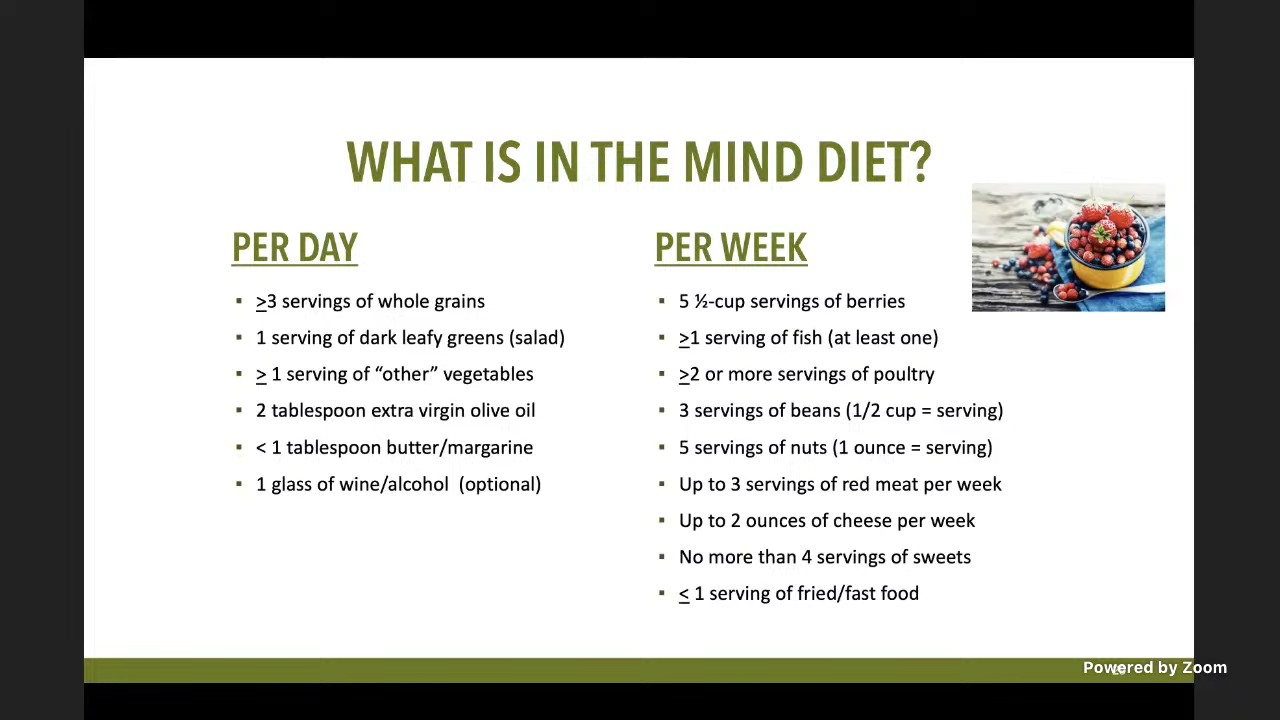 WHAT IS IN THE MIND DIET?
PER DAY
≥3 servings of whole grains
1 serving of dark leafy greens (salad)
≥ 1 serving of “other” vegetables
2 tablespoon extra virgin olive oil
< 1 tablespoon butter/margarine
1 glass of wine/alcohol (optional)
PER WEEK
5 ½-cup servings of berries
≥1 serving of fish (at least one)
≥2 or more servings of poultry
3 servings of beans (1/2 cup = serving)
5 servings of nuts (1 ounce = serving)
Up to 3 servings of red meat per week
Up to 2 ounces of cheese per week
No more than 4 servings of sweets
≤ 1 serving of fried/fast food
Powered by Zoom